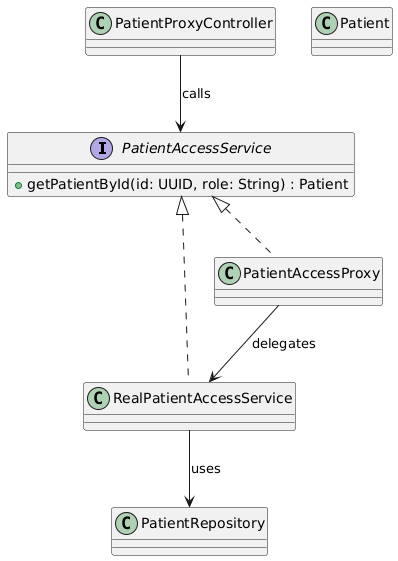 C PatientProxyController
C Patient
calls
I PatientAccessService
getPatientById(id: UUID, role: String) : Patient
C PatientAccessProxy
delegates
C RealPatientAccessService
uses
C PatientRepository